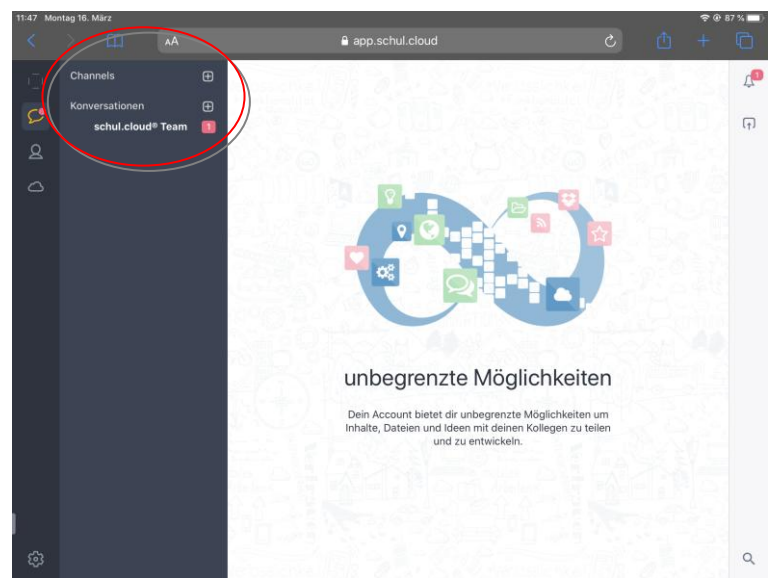 11:47 Montag 16. März
87 %
AA
app.schul.cloud
Channels
Konversationen
schul.cloud® Team 1
1
unbegrenzte Möglichkeiten
Dein Account bietet dir unbegrenzte Möglichkeiten um
Inhalte, Dateien und Ideen mit deinen Kollegen zu teilen
und zu entwickeln.